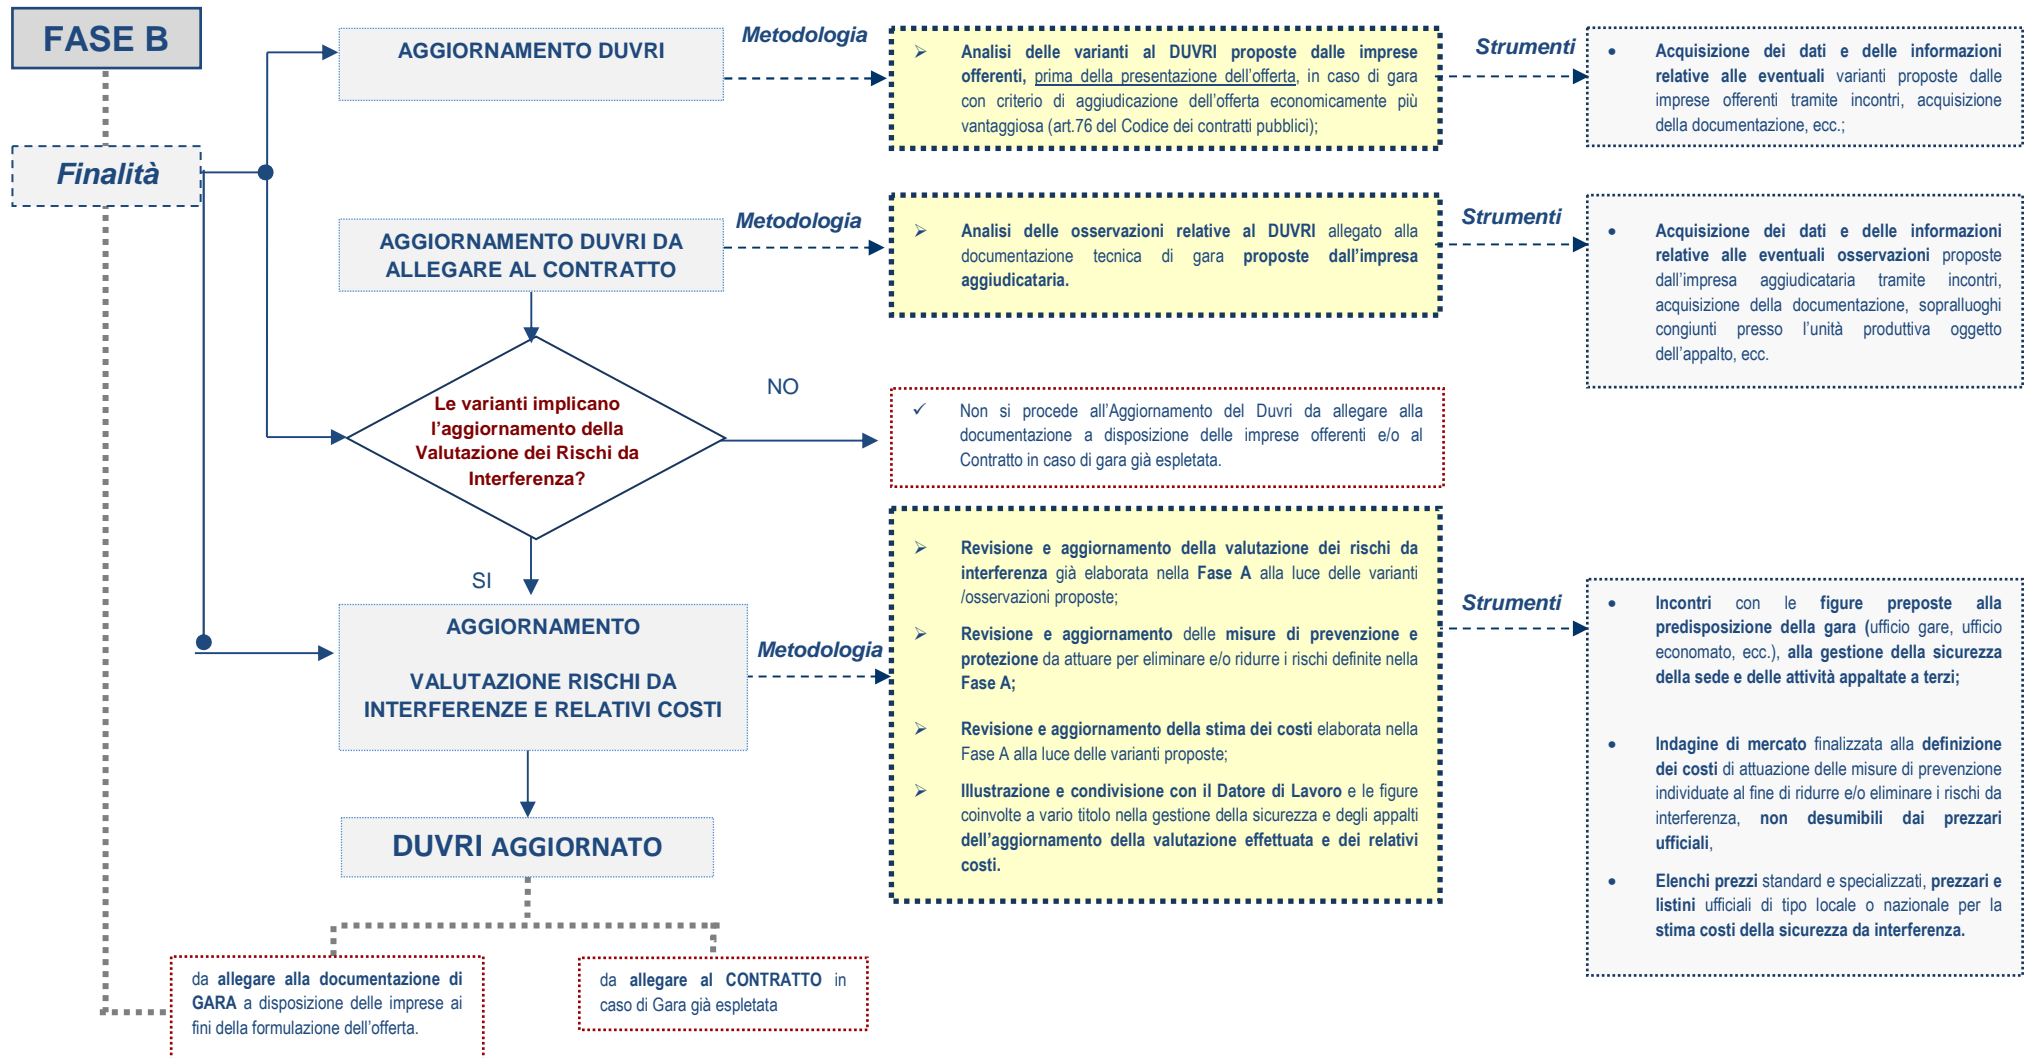 FASE B
Finalità
AGGIORNAMENTO DUVRI
Metodologia
➢ Analisi delle varianti al DUVRI proposte dalle imprese
offerenti, prima della presentazione dell'offerta, in caso di gara
con criterio di aggiudicazione dell'offerta economicamente più
vantaggiosa (art.76 del Codice dei contratti pubblici);
Strumenti
• Acquisizione dei dati e delle informazioni
relative alle eventuali varianti proposte dalle
imprese offerenti tramite incontri, acquisizione
della documentazione, ecc.;
AGGIORNAMENTO DUVRI DA
ALLEGARE AL CONTRATTO
Metodologia
➢ Analisi delle osservazioni relative al DUVRI allegato alla
documentazione tecnica di gara proposte dall'impresa
aggiudicataria.
Strumenti
• Acquisizione dei dati e delle informazioni
relative alle eventuali osservazioni proposte
dall'impresa aggiudicataria tramite incontri,
acquisizione della documentazione, sopralluoghi
congiunti presso l'unità produttiva oggetto
dell'appalto, ecc.
Le varianti implicano
l'aggiornamento della
Valutazione dei Rischi da
Interferenza?
NO
✓ Non si procede all'Aggiornamento del Duvri da allegare alla
documentazione a disposizione delle imprese offerenti e/o al
Contratto in caso di gara già espletata.
SI
AGGIORNAMENTO
VALUTAZIONE RISCHI DA
INTERFERENZE E RELATIVI COSTI
Metodologia
➢ Revisione e aggiornamento della valutazione dei rischi da
interferenza già elaborata nella Fase A alla luce delle varianti
/osservazioni proposte;
➢ Revisione e aggiornamento delle misure di prevenzione e
protezione da attuare per eliminare e/o ridurre i rischi definite nella
Fase A;
➢ Revisione e aggiornamento della stima dei costi elaborata nella
Fase A alla luce delle varianti proposte;
➢ Illustrazione e condivisione con il Datore di Lavoro e le figure
coinvolte a vario titolo nella gestione della sicurezza e degli appalti
dell'aggiornamento della valutazione effettuata e dei relativi
costi.
Strumenti
• Incontri con le figure preposte alla
predisposizione della gara (ufficio gare, ufficio
economato, ecc.), alla gestione della sicurezza
della sede e delle attività appaltate a terzi;
• Indagine di mercato finalizzata alla definizione
dei costi di attuazione delle misure di prevenzione
individuate al fine di ridurre e/o eliminare i rischi da
interferenza, non desumibili dai prezzari
ufficiali,
• Elenchi prezzi standard e specializzati, prezzari e
listini ufficiali di tipo locale o nazionale per la
stima costi della sicurezza da interferenza.
DUVRI AGGIORNATO
da allegare alla documentazione di
GARA a disposizione delle imprese ai
fini della formulazione dell'offerta.
da allegare al CONTRATTO in
caso di Gara già espletata